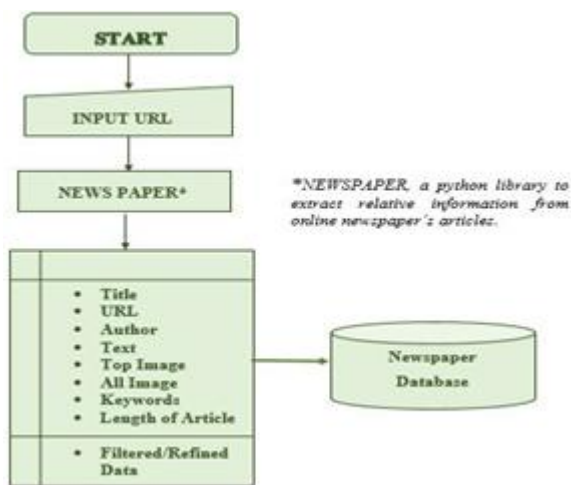 START
INPUT URL
NEWS PAPER*
*NEWSPAPER, a python library to
extract relative information from
online newspaper´s articles.
• Title
• URL
• Author
• Text
• Top Image
• All Image
• Keywords
• Length of Article
• Filtered/Refined
Data
Newspaper
Database